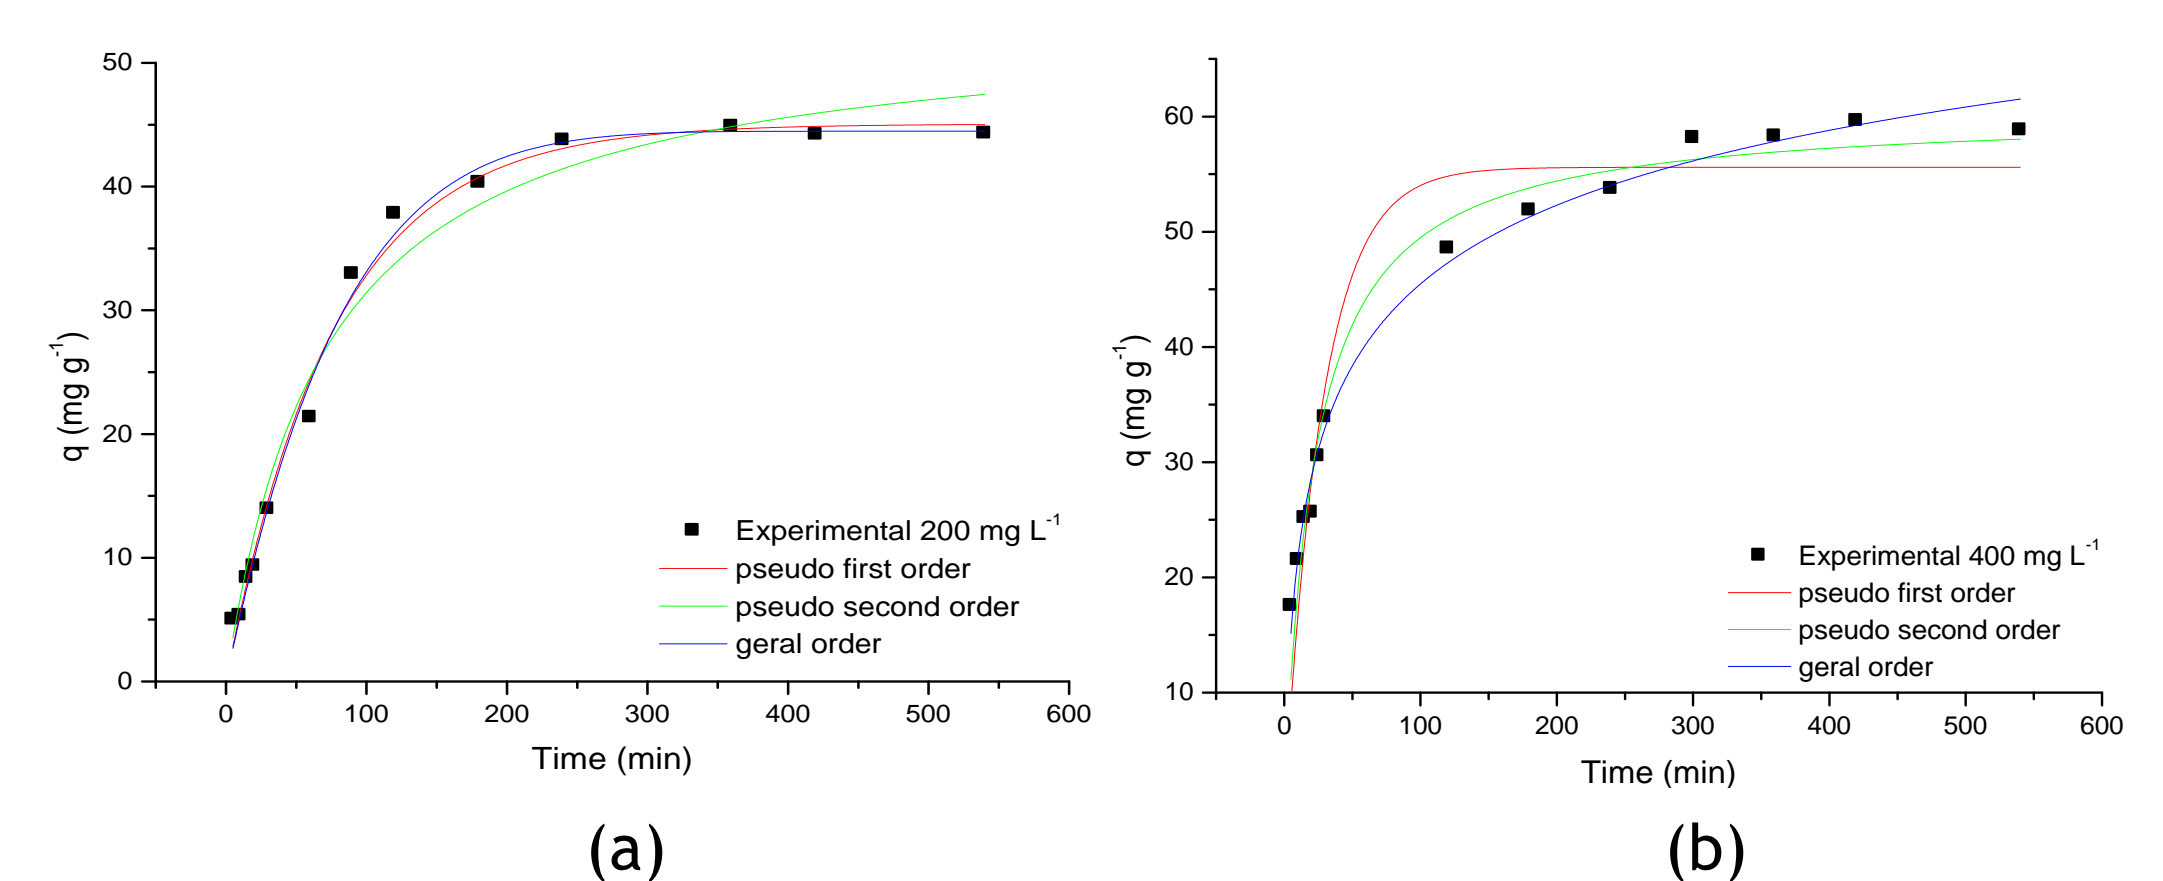 50
40
30
20
10
0
q (mg g⁻¹)
0 100 200 300 400 500 600
Time (min)
Experimental 200 mg L⁻¹
pseudo first order
pseudo second order
geral order
(a)
60
50
40
30
20
10
q (mg g⁻¹)
0 100 200 300 400 500 600
Time (min)
Experimental 400 mg L⁻¹
pseudo first order
pseudo second order
geral order
(b)